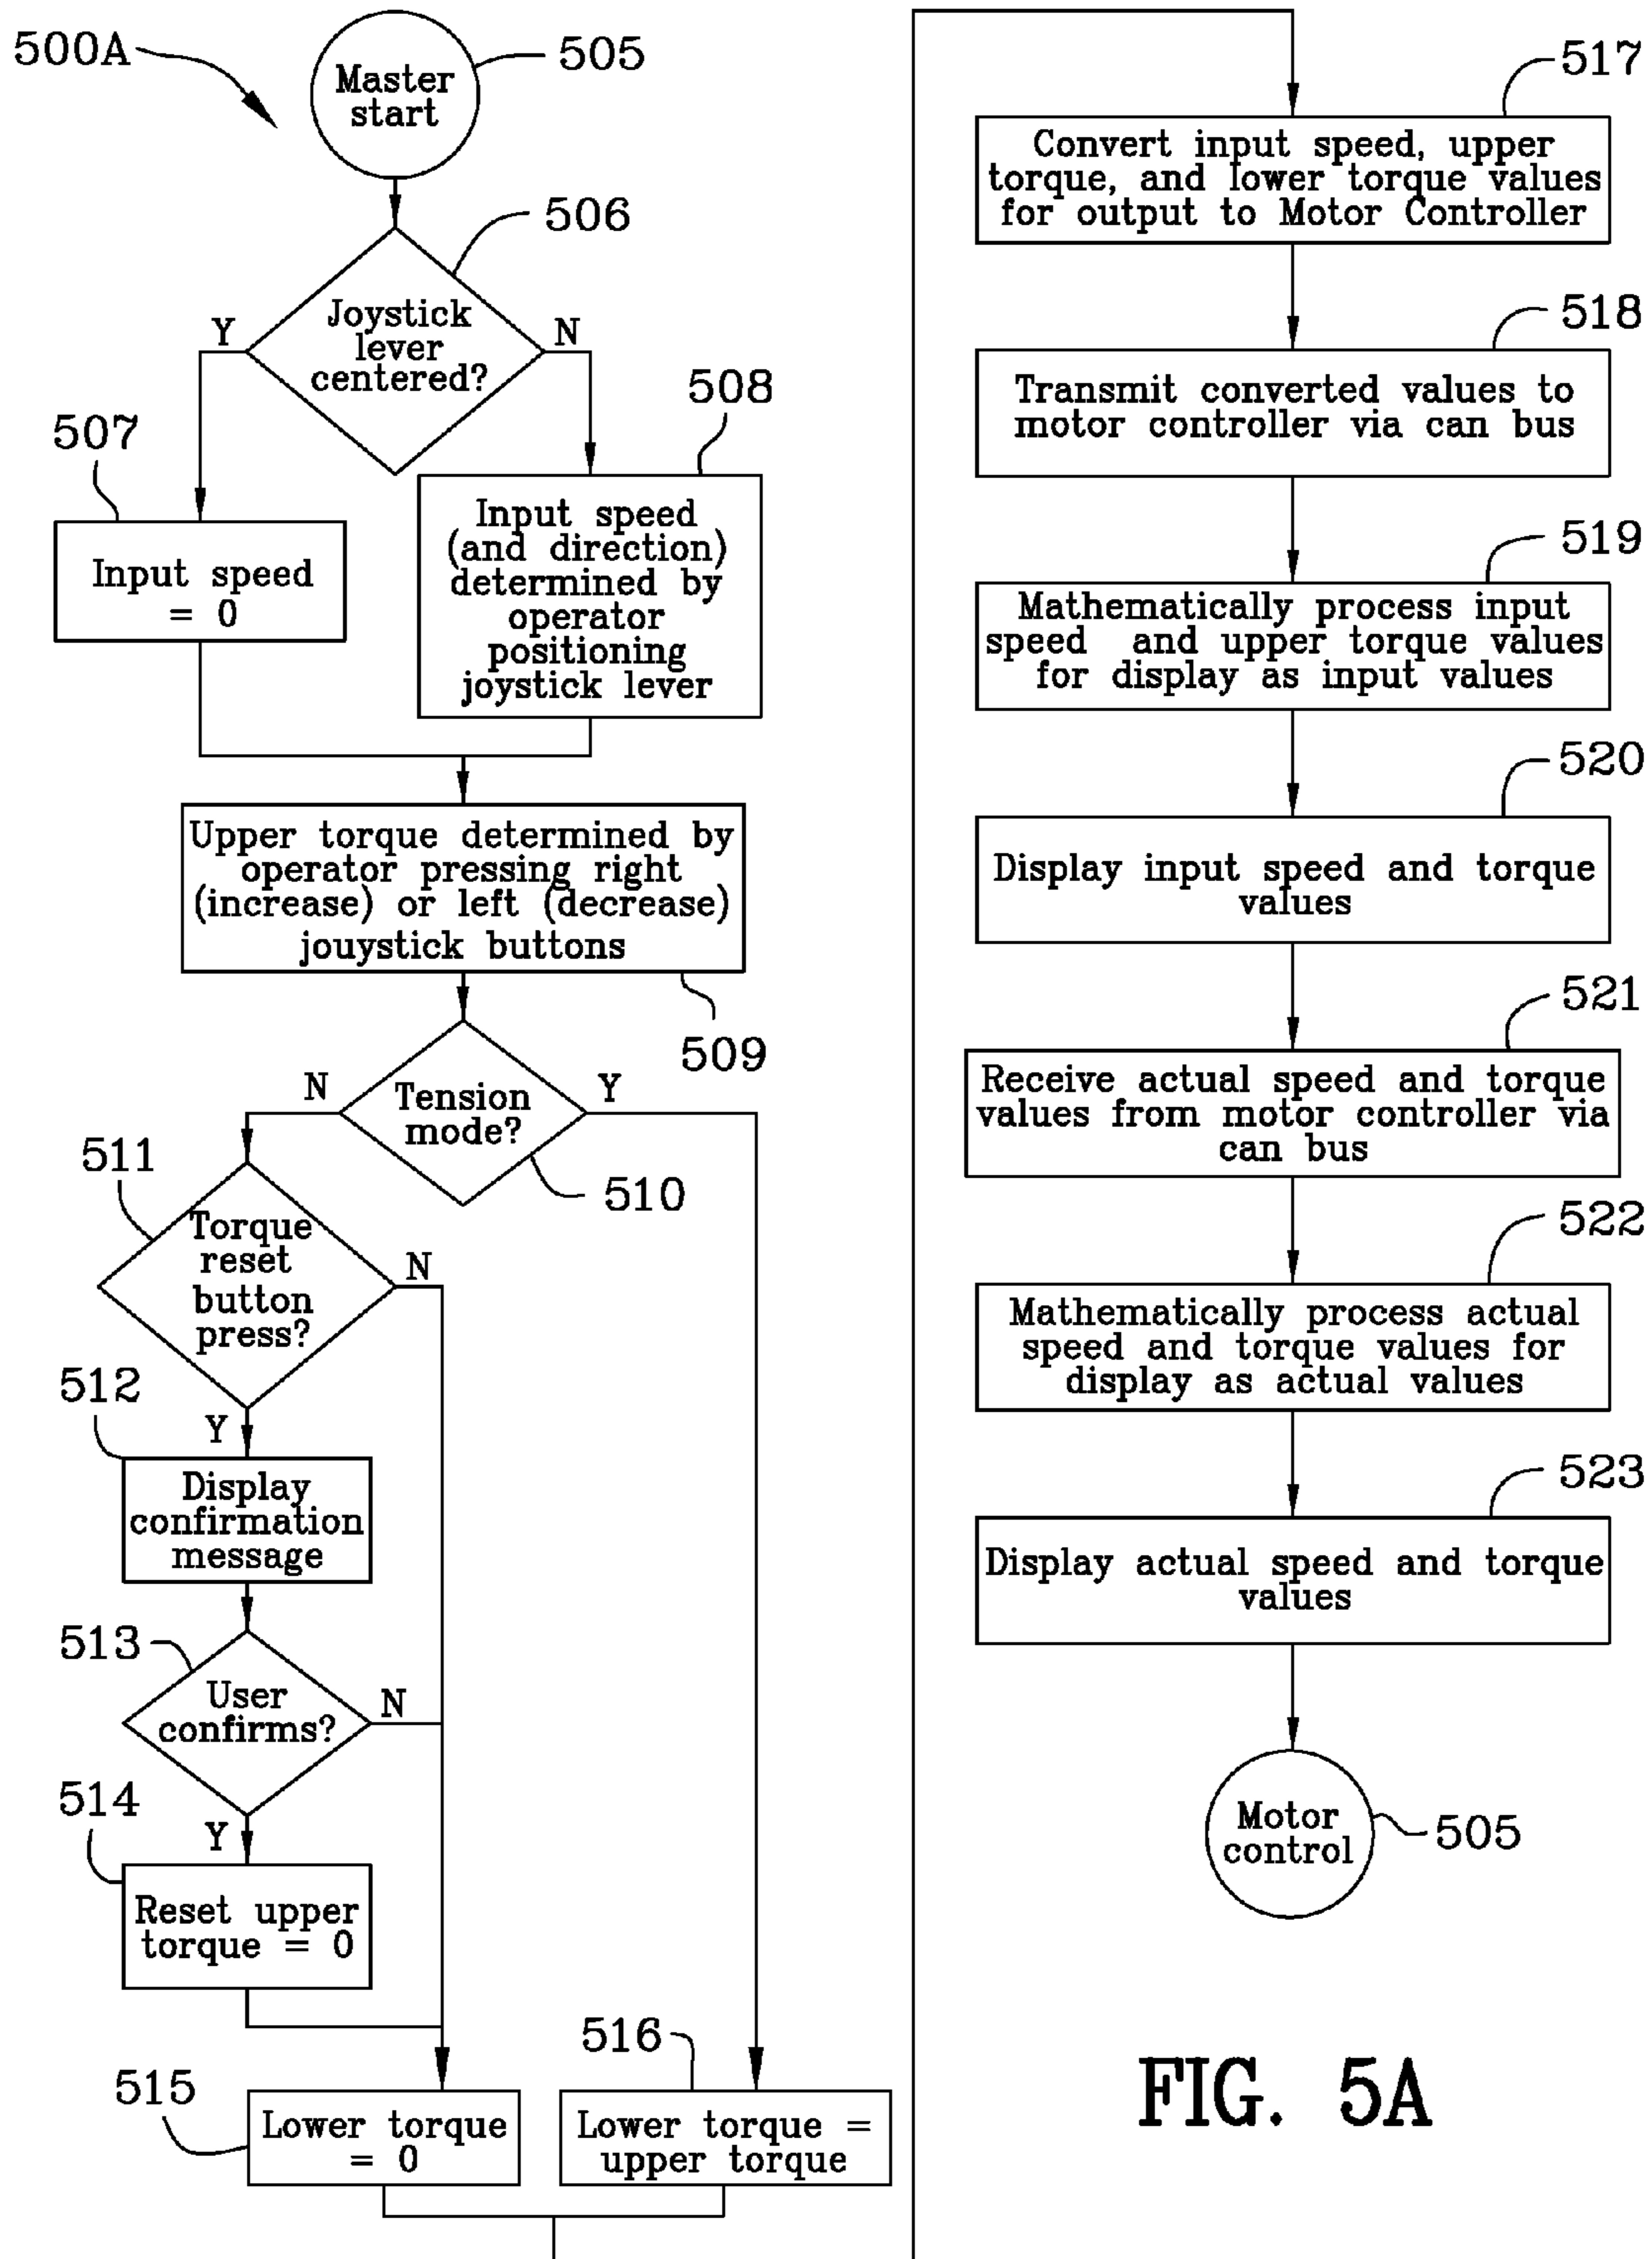 500A
505
Master
start
506
Y
Joystick
lever
centered?
N
507
508
Input speed
= 0
Input speed
(and direction)
determined by
operator
positioning
joystick lever
Upper torque determined by
operator pressing right
(increase) or left (decrease)
jouystick buttons
509
N
Tension
mode?
Y
510
511
Torque
reset
button
press?
N
512
Y
Display
confirmation
message
513
User
confirms?
N
514
Y
Reset upper
torque = 0
515
516
Lower torque
= 0
Lower torque =
upper torque
517
Convert input speed, upper
torque, and lower torque values
for output to Motor Controller
518
Transmit converted values to
motor controller via can bus
519
Mathematically process input
speed and upper torque values
for display as input values
520
Display input speed and torque
values
521
Receive actual speed and torque
values from motor controller via
can bus
522
Mathematically process actual
speed and torque values for
display as actual values
523
Display actual speed and torque
values
Motor
control
505
FIG. 5A